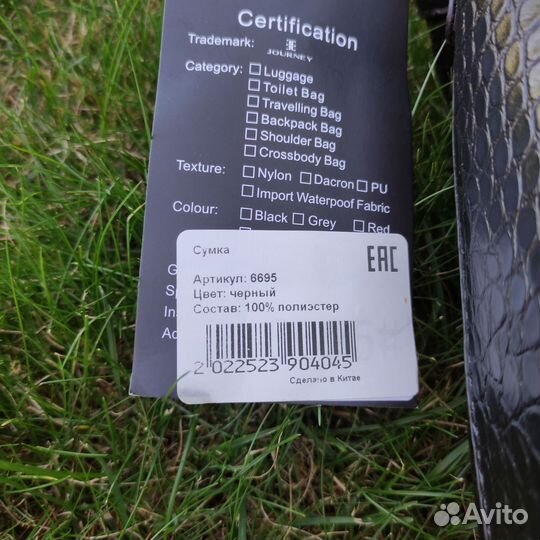 Certification
Trademark: JOURNEY
Category: Luggage
Toilet Bag
Travelling Bag
Backpack Bag
Shoulder Bag
Crossbody Bag
Texture: Nylon Dacron PU
Import Waterpoof Fabric
Colour: Black Grey Red
Сумка
EAC
Артикул: 6695
Цвет: черный
Состав: 100% полиэстер
2 022523 904045
Сделано в Китае
Avito